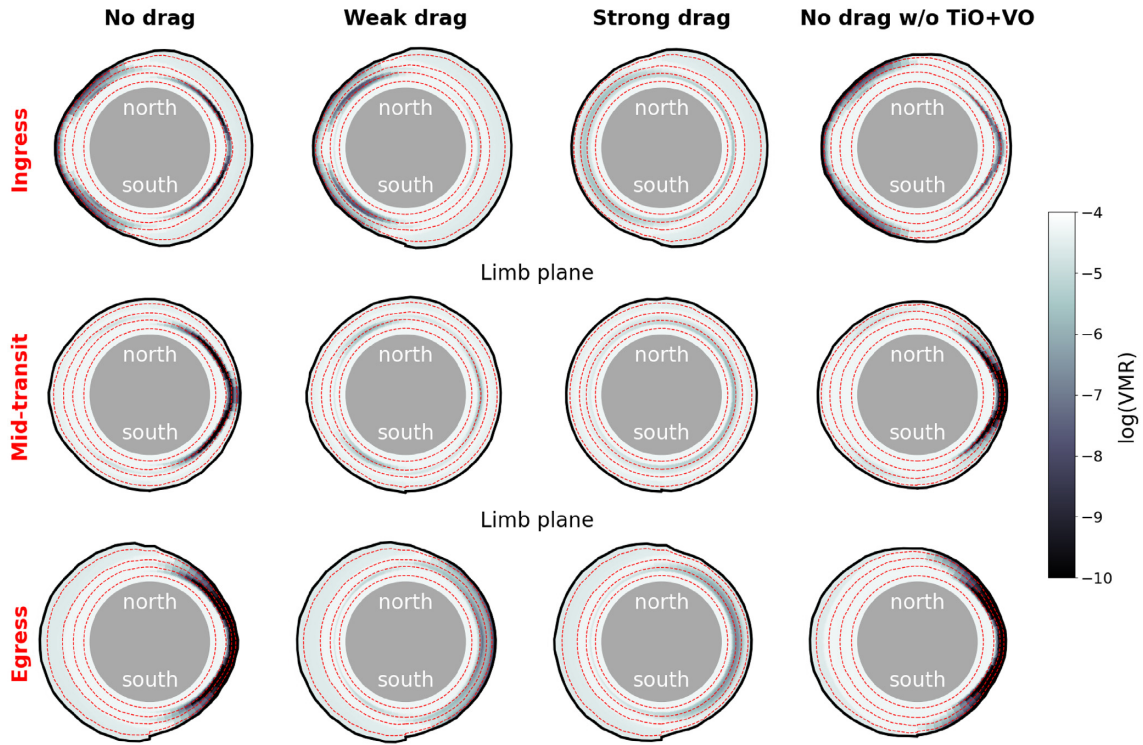 No drag Weak drag Strong drag No drag w/o TiO+VO
Ingress
north north north north
south south south south
Limb plane
Mid-transit
north north north north
south south south south
Limb plane
Egress
north north north north
south south south south
−4
−5
−6
−7
−8
−9
−10
log(VMR)